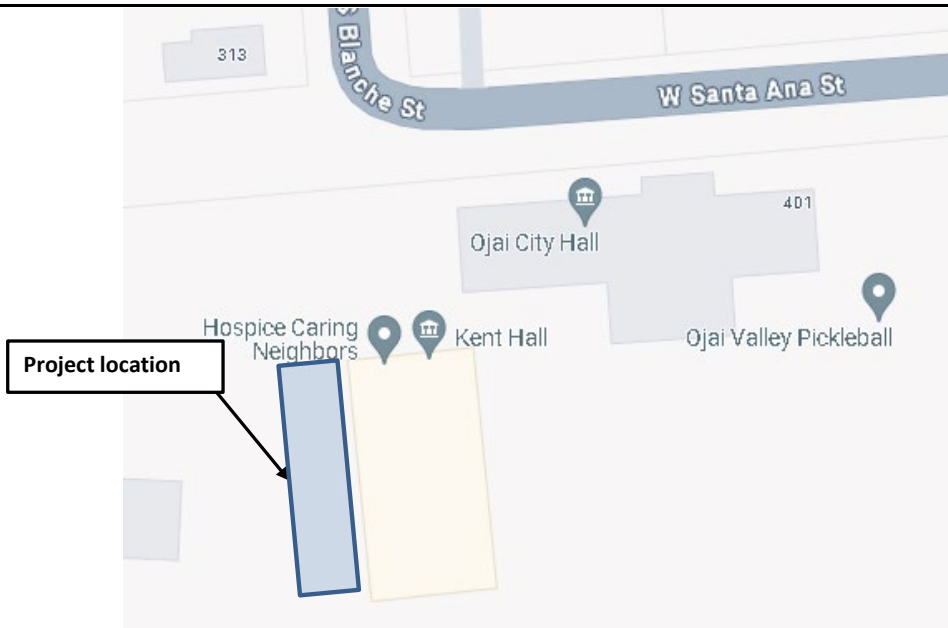 313
S Blanche St
W Santa Ana St
401
Ojai City Hall
Ojai Valley Pickleball
Hospice Caring
Neighbors
Kent Hall
Project location